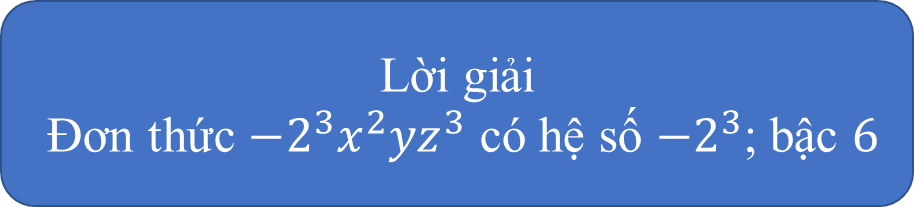 Lời giải
Đơn thức −2³x²yz³ có hệ số −2³; bậc 6